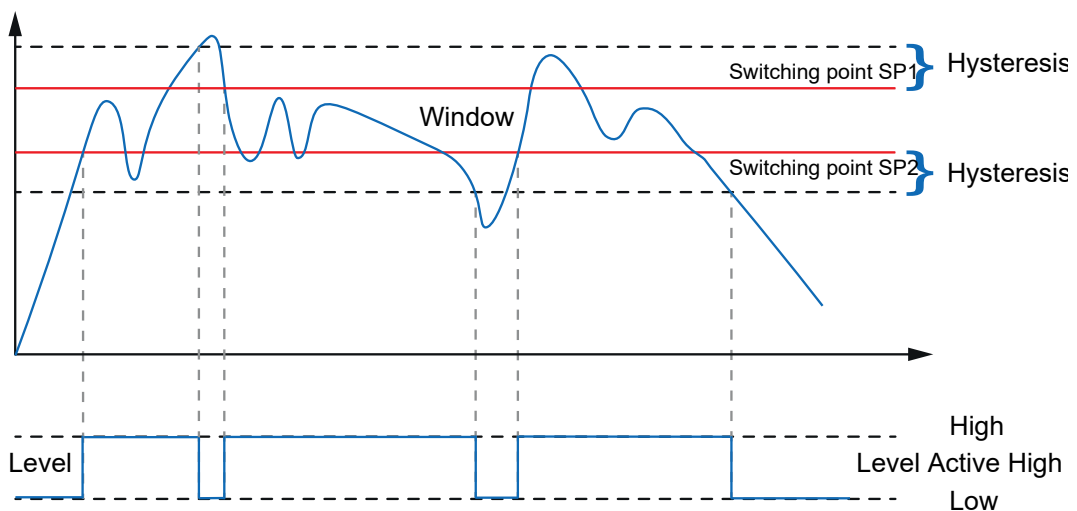 Hysteresis
Switching point SP1
Window
Switching point SP2
Hysteresis
High
Level
Level Active High
Low